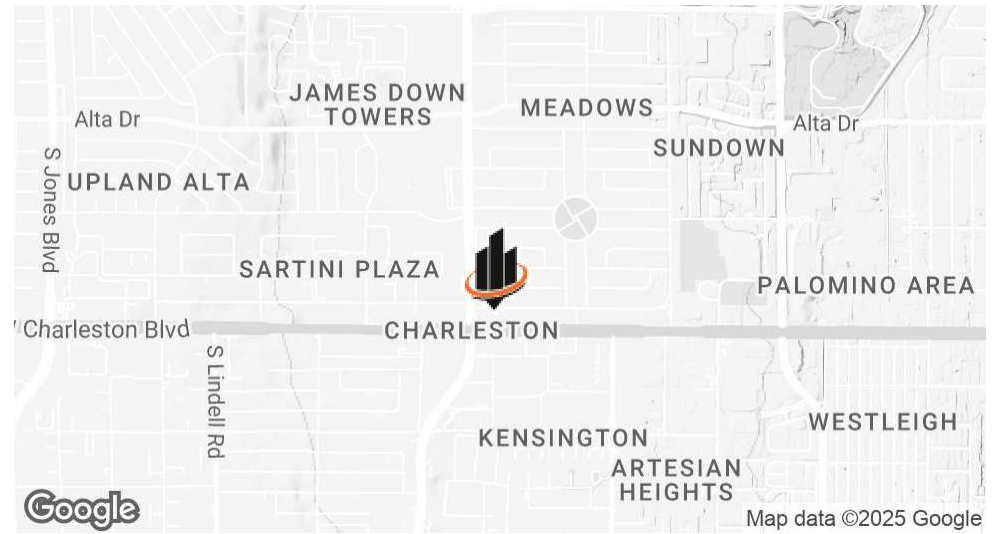 JAMES DOWN
TOWERS
MEADOWS
Alta Dr
Alta Dr
SUNDOWN
S Jones Blvd
UPLAND ALTA
SARTINI PLAZA
PALOMINO AREA
Charleston Blvd
CHARLESTON
S Lindell Rd
WESTLEIGH
KENSINGTON
ARTESIAN
HEIGHTS
Google
Map data ©2025 Google